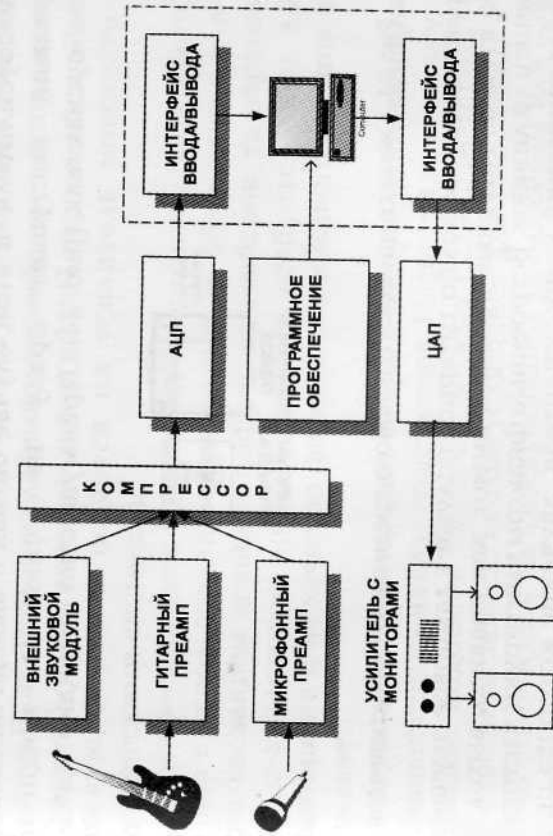 ВНЕШНИЙ
ЗВУКОВОЙ
МОДУЛЬ
ГИТАРНЫЙ
ПРЕАМП
МИКРОФОННЫЙ
ПРЕАМП
КОМПРЕССОР
АЦП
ИНТЕРФЕЙС
ВВОДА/ВЫВОДА
Computer
ПРОГРАММНОЕ
ОБЕСПЕЧЕНИЕ
ИНТЕРФЕЙС
ВВОДА/ВЫВОДА
ЦАП
УСИЛИТЕЛЬ С
МОНИТОРАМИ